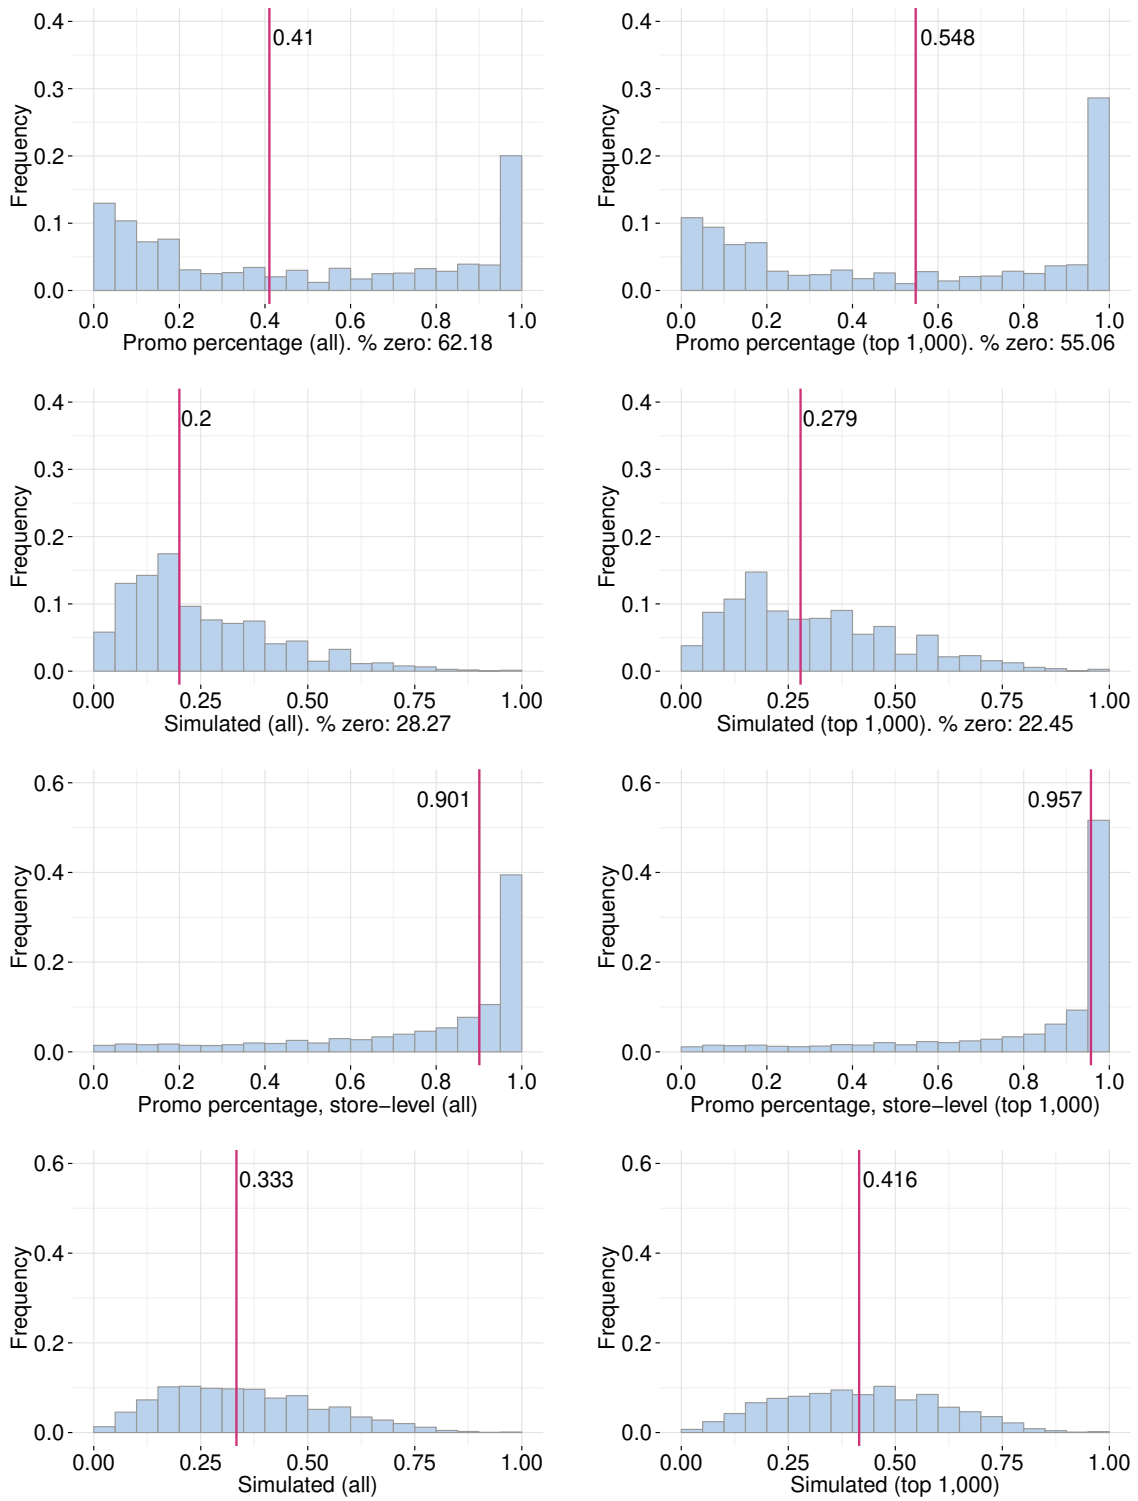 0.41
0.4
0.3
0.2
0.1
0.0
Frequency
0.0 0.2 0.4 0.6 0.8 1.0
Promo percentage (all). % zero: 62.18
0.548
0.4
0.3
0.2
0.1
0.0
Frequency
0.0 0.2 0.4 0.6 0.8 1.0
Promo percentage (top 1,000). % zero: 55.06
0.2
0.4
0.3
0.2
0.1
0.0
Frequency
0.00 0.25 0.50 0.75 1.00
Simulated (all). % zero: 28.27
0.279
0.4
0.3
0.2
0.1
0.0
Frequency
0.00 0.25 0.50 0.75 1.00
Simulated (top 1,000). % zero: 22.45
0.901
0.6
0.4
0.2
0.0
Frequency
0.0 0.2 0.4 0.6 0.8 1.0
Promo percentage, store−level (all)
0.957
0.6
0.4
0.2
0.0
Frequency
0.0 0.2 0.4 0.6 0.8 1.0
Promo percentage, store−level (top 1,000)
0.333
0.6
0.4
0.2
0.0
Frequency
0.00 0.25 0.50 0.75 1.00
Simulated (all)
0.416
0.6
0.4
0.2
0.0
Frequency
0.00 0.25 0.50 0.75 1.00
Simulated (top 1,000)